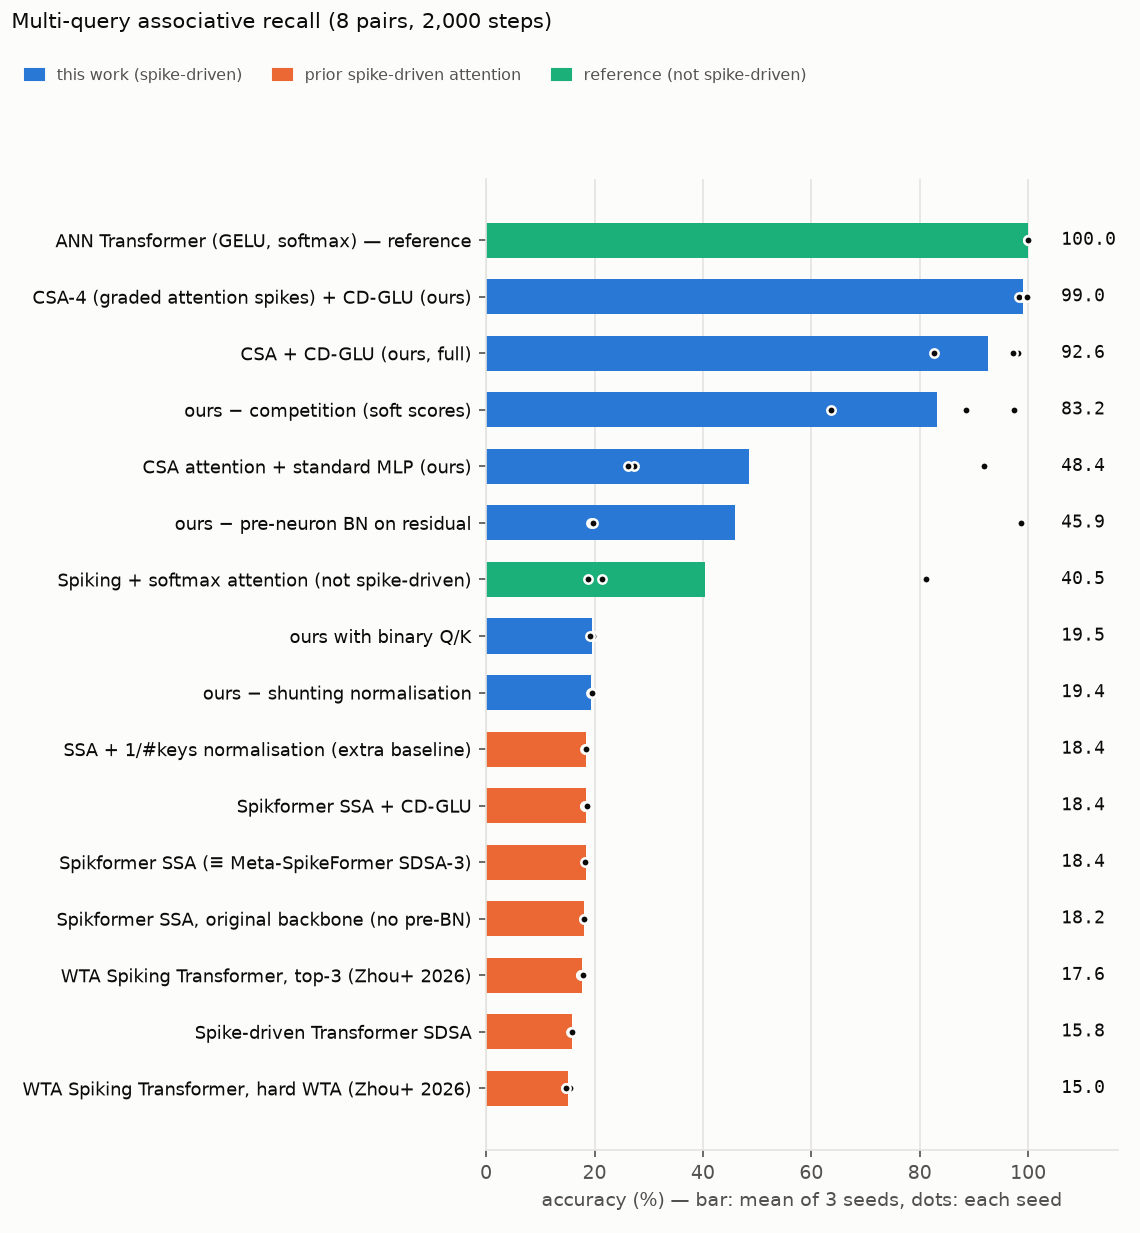 Multi-query associative recall (8 pairs, 2,000 steps)
this work (spike-driven) prior spike-driven attention reference (not spike-driven)
ANN Transformer (GELU, softmax) — reference 100.0
CSA-4 (graded attention spikes) + CD-GLU (ours) 99.0
CSA + CD-GLU (ours, full) 92.6
ours − competition (soft scores) 83.2
CSA attention + standard MLP (ours) 48.4
ours − pre-neuron BN on residual 45.9
Spiking + softmax attention (not spike-driven) 40.5
ours with binary Q/K 19.5
ours − shunting normalisation 19.4
SSA + 1/#keys normalisation (extra baseline) 18.4
Spikformer SSA + CD-GLU 18.4
Spikformer SSA (≡ Meta-SpikeFormer SDSA-3) 18.4
Spikformer SSA, original backbone (no pre-BN) 18.2
WTA Spiking Transformer, top-3 (Zhou+ 2026) 17.6
Spike-driven Transformer SDSA 15.8
WTA Spiking Transformer, hard WTA (Zhou+ 2026) 15.0
0 20 40 60 80 100
accuracy (%) — bar: mean of 3 seeds, dots: each seed